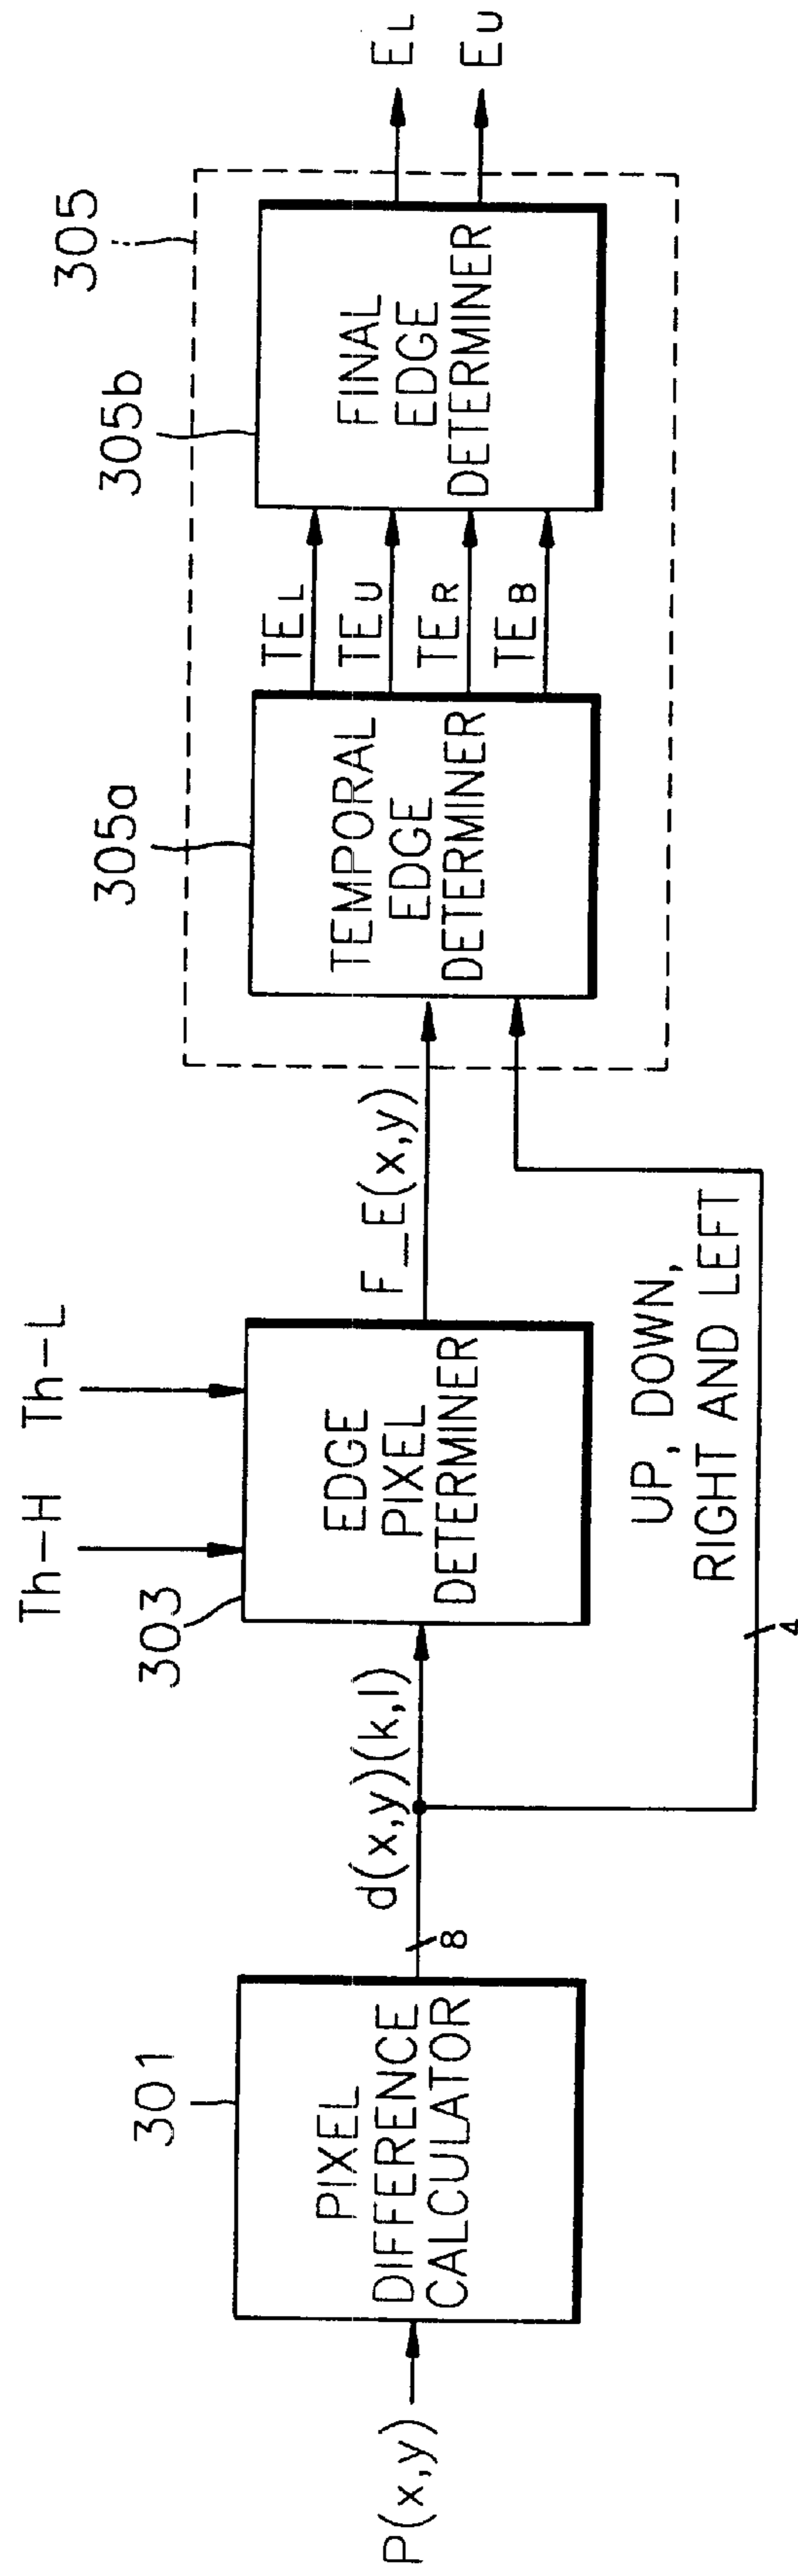 P(x,y)
301
PIXEL
DIFFERENCE
CALCULATOR
8
d(x,y)(k,l)
Th-H
Th-L
303
EDGE
PIXEL
DETERMINER
F_E(x,y)
4
UP, DOWN,
RIGHT AND LEFT
305
305a
TEMPORAL
EDGE
DETERMINER
TEL
TEU
TER
TEB
305b
FINAL
EDGE
DETERMINER
EL
EU